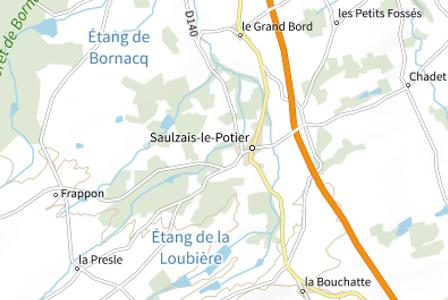 les Petits Fossés
le Grand Bord
D140
Étang de
Bornacq
Chadet
Saulzais-le-Potier
Frappon
Étang de la
Loubière
la Presle
la Bouchatte